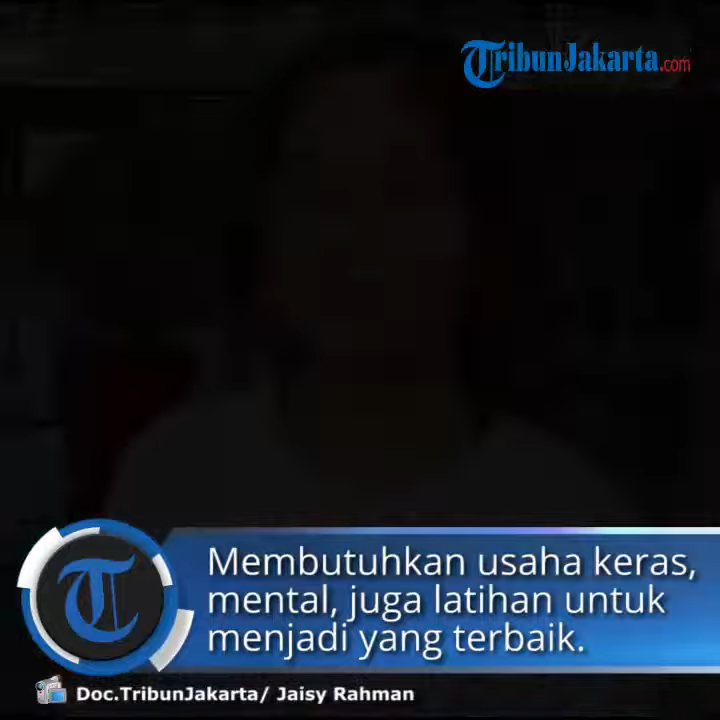 TribunJakarta.com
Membutuhkan usaha keras,
mental, juga latihan untuk
menjadi yang terbaik.
Doc.TribunJakarta/ Jaisy Rahman